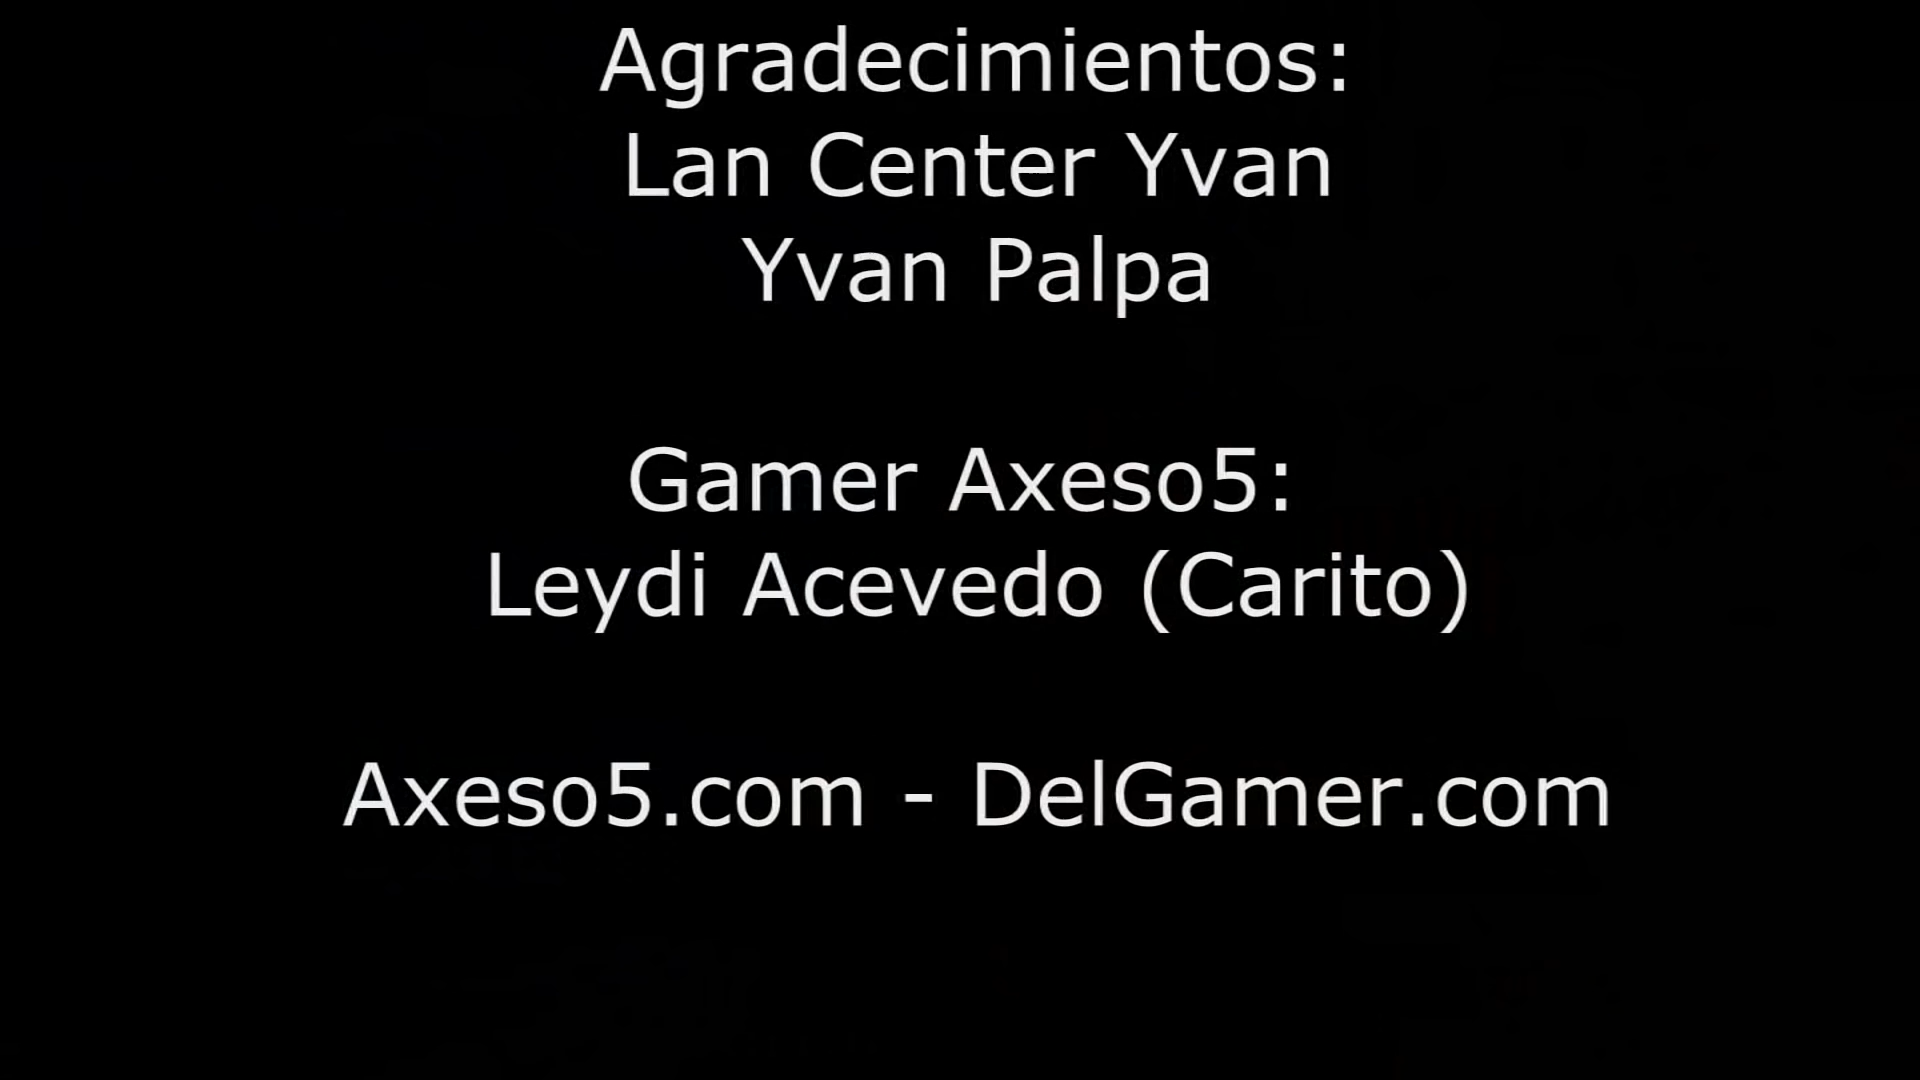 Agradecimientos:
Lan Center Yvan
Yvan Palpa
Gamer Axeso5:
Leydi Acevedo (Carito)
Axeso5.com - DelGamer.com